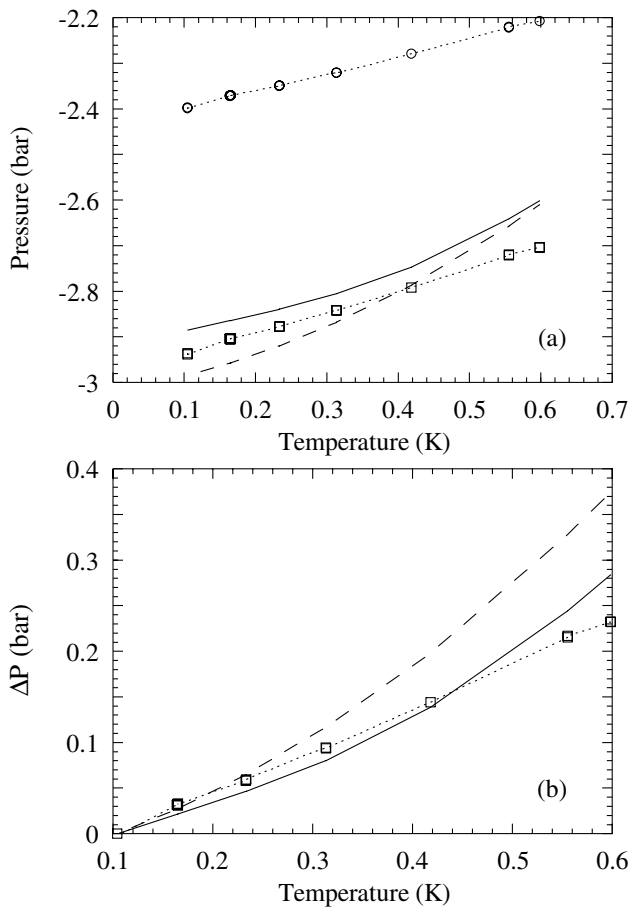 -2.2
-2.4
-2.6
-2.8
-3
Pressure (bar)
(a)
0 0.1 0.2 0.3 0.4 0.5 0.6 0.7
Temperature (K)
0.4
0.3
0.2
0.1
0
ΔP (bar)
(b)
0.1 0.2 0.3 0.4 0.5 0.6
Temperature (K)